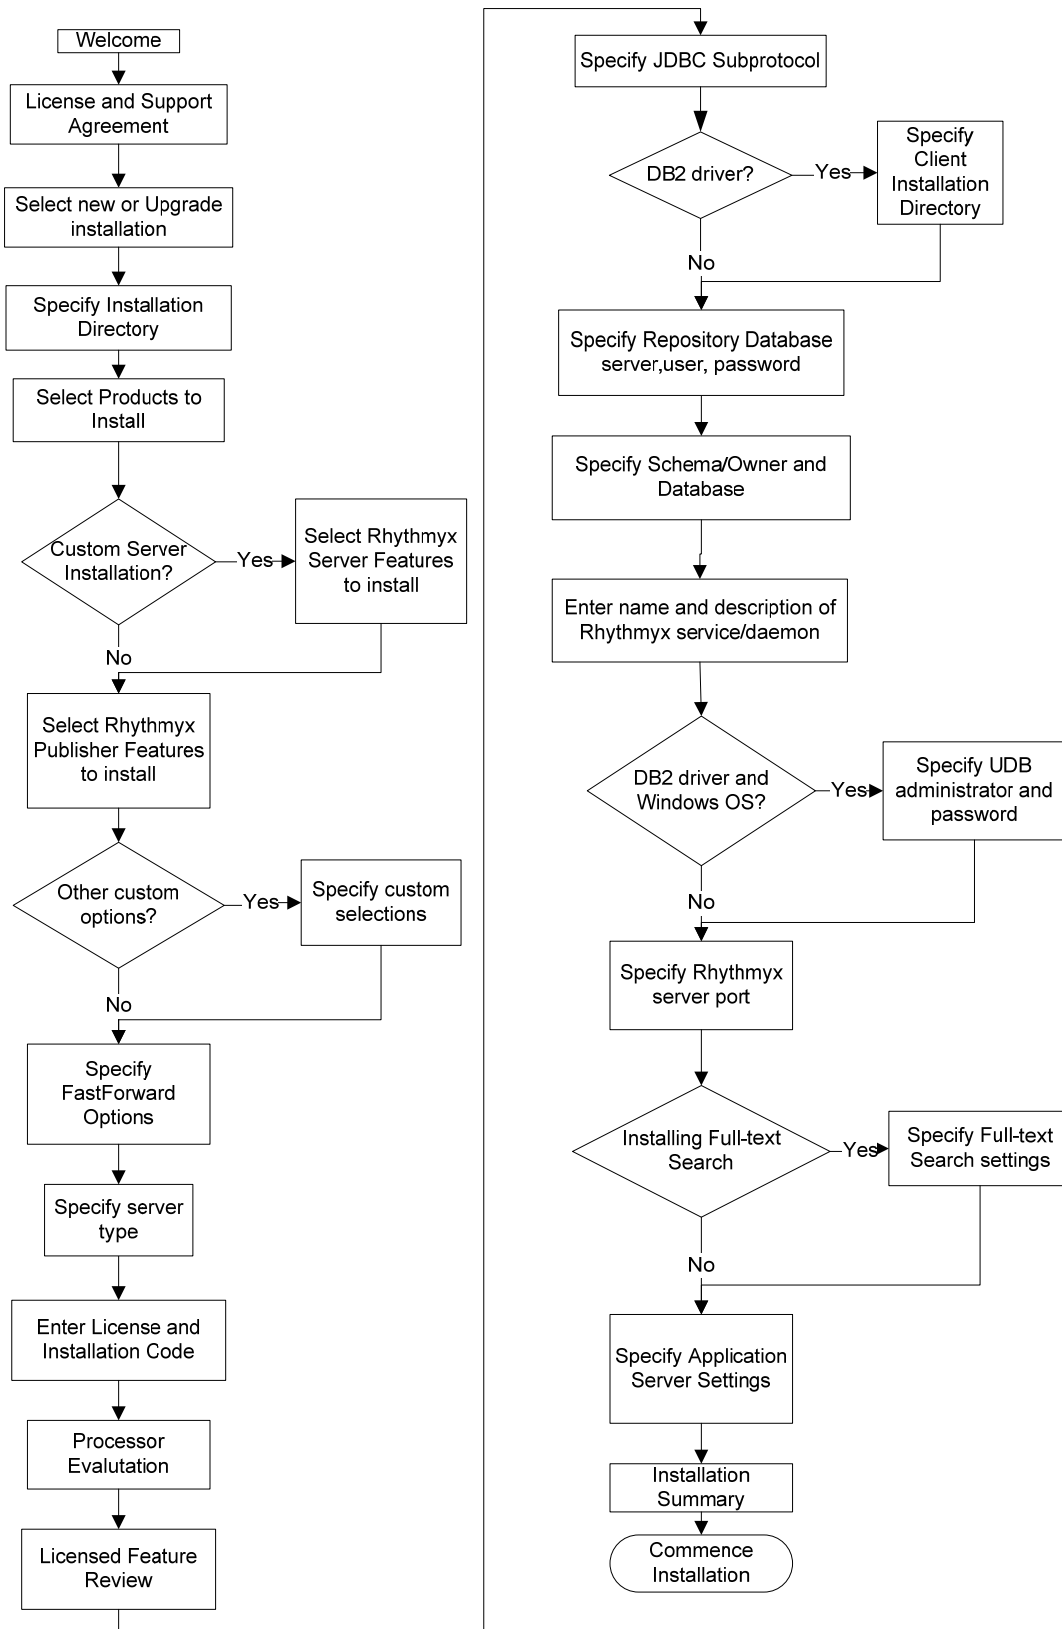 Welcome
License and Support
Agreement
Select new or Upgrade
installation
Specify Installation
Directory
Select Products to
Install
Custom Server
Installation?
Yes
Select Rhythmyx
Server Features
to install
No
Select Rhythmyx
Publisher Features
to install
Other custom
options?
Yes
Specify custom
selections
No
Specify
FastForward
Options
Specify server
type
Enter License and
Installation Code
Processor
Evalutation
Licensed Feature
Review
Specify JDBC Subprotocol
DB2 driver?
Yes
Specify
Client
Installation
Directory
No
Specify Repository Database
server,user, password
Specify Schema/Owner and
Database
Enter name and description of
Rhythmyx service/daemon
DB2 driver and
Windows OS?
Yes
Specify UDB
administrator and
password
No
Specify Rhythmyx
server port
Installing Full-text
Search
Yes
Specify Full-text
Search settings
No
Specify Application
Server Settings
Installation
Summary
Commence
Installation